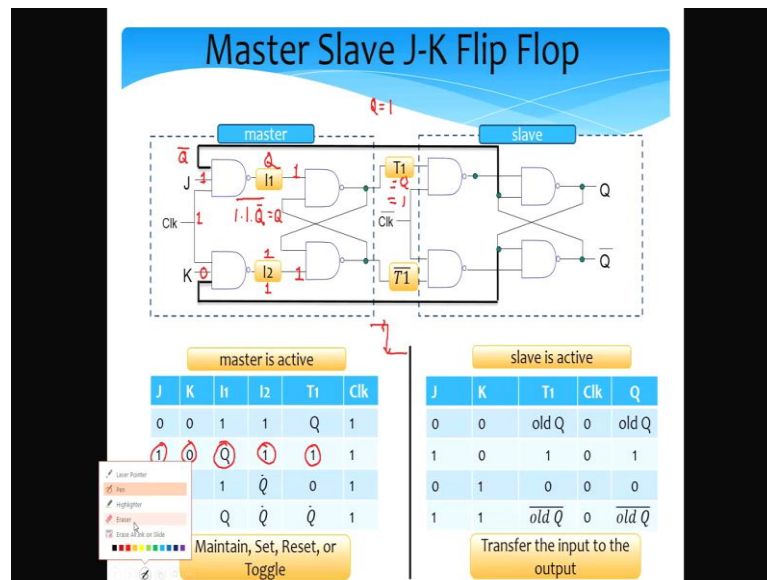 Master Slave J-K Flip Flop
Q=1
master
slave
Q̅
Q
J
1
I1
1
T1
=Q
=1
Q
Clk
1
1·1·Q̅=Q
C̅l̅k̅
K
0
1
I2
1
1
T̅1̅
Q̅
master is active
J K I1 I2 T1 Clk
0 0 1 1 Q 1
1 0 Q 1 1 1
1 Q̇ 0 1
Q Q̇ Q̇ 1
Maintain, Set, Reset, or
Toggle
slave is active
J K T1 Clk Q
0 0 old Q 0 old Q
1 0 1 0 1
0 1 0 0 0
1 1 o̅l̅d̅ ̅Q̅ 0 o̅l̅d̅ ̅Q̅
Transfer the input to the
output
Laser Pointer
Pen
Highlighter
Eraser
Erase All Ink on Slide